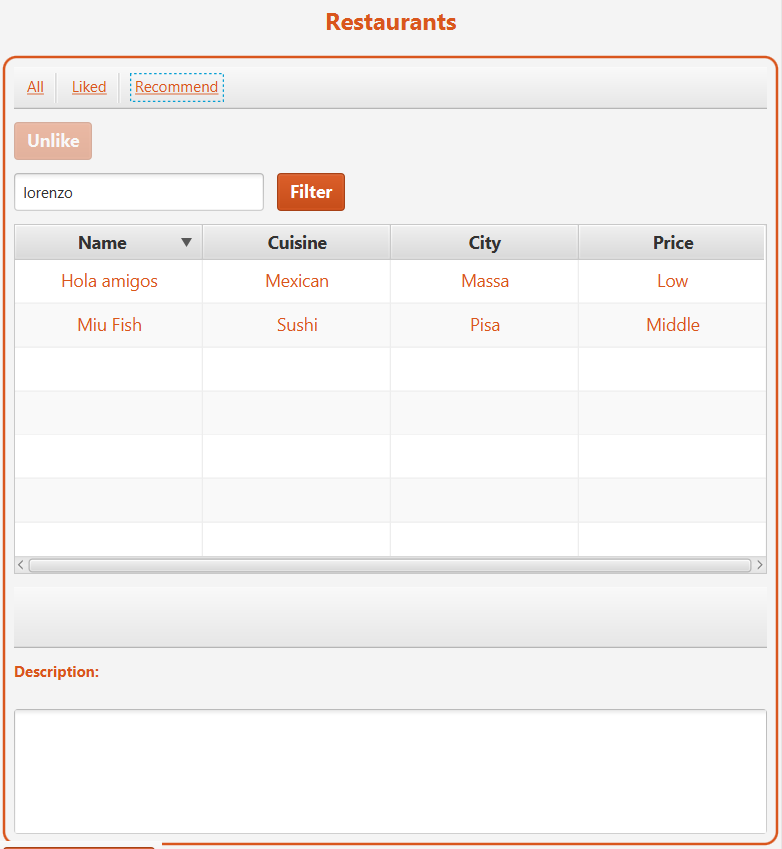 Restaurants
All Liked Recommend
Unlike
lorenzo Filter
Name Cuisine City Price
Hola amigos Mexican Massa Low
Miu Fish Sushi Pisa Middle
Description: